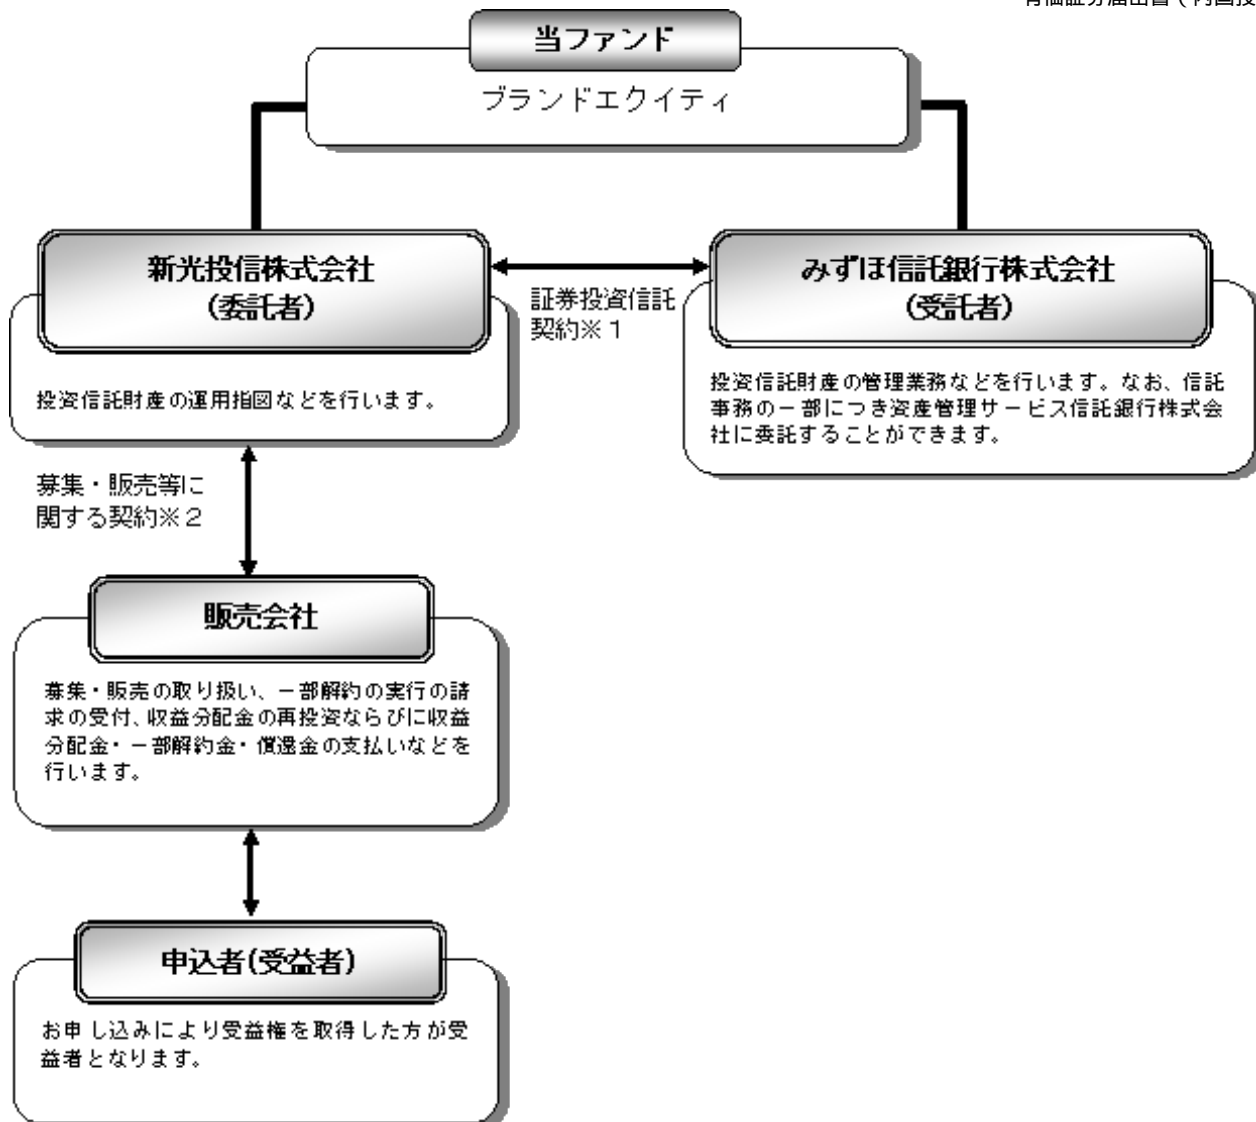 有価証券届出書（内国投
当ファンド
ブランドエクイティ
新光投信株式会社
(委託者)
投資信託財産の運用指図などを行います。
証券投資信託
契約※１
みずほ信託銀行株式会社
(受託者)
投資信託財産の管理業務などを行います。なお、信託
事務の一部につき資産管理サービス信託銀行株式会
社に委託することができます。
募集・販売等に
関する契約※２
販売会社
募集・販売の取り扱い、一部解約の実行の請
求の受付、収益分配金の再投資ならびに収益
分配金・一部解約金・償還金の支払いなどを
行います。
申込者(受益者)
お申し込みにより受益権を取得した方が受
益者となります。